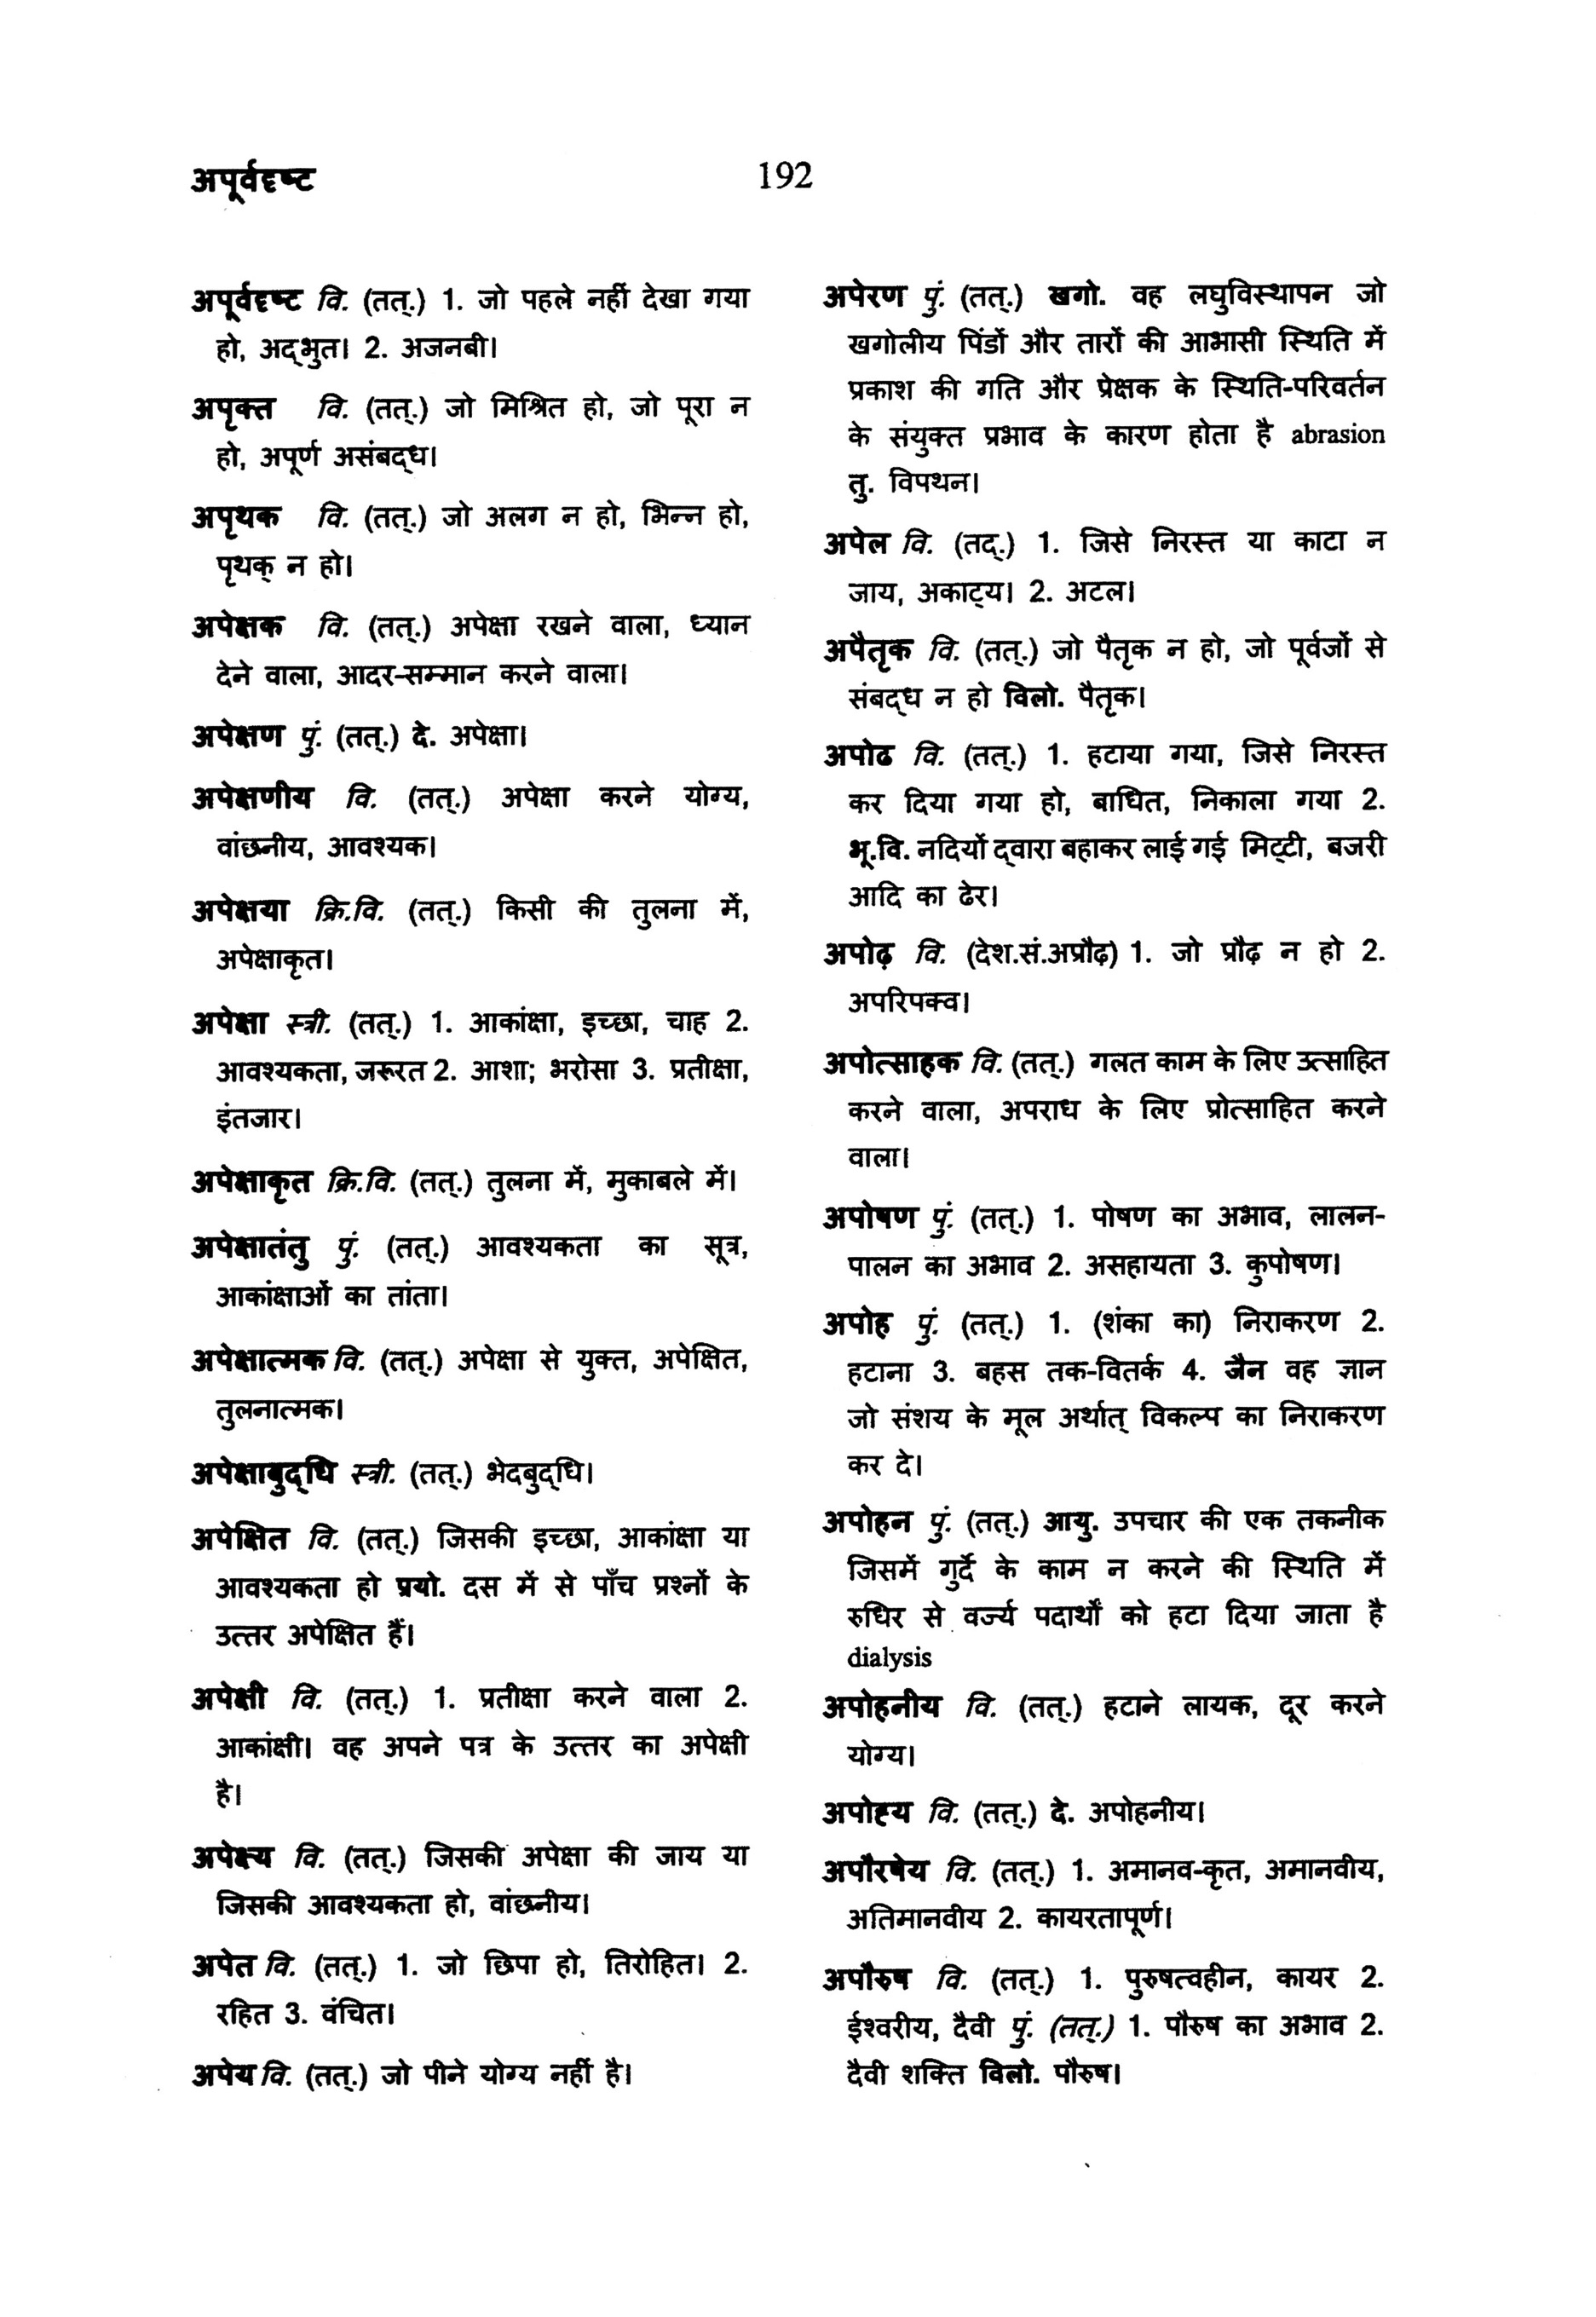 अपूर्वदृष्ट
192
अपूर्वदृष्ट वि. (तत्.) 1. जो पहले नहीं देखा गया
हो, अद्भुत। 2. अजनबी।
अपृक्त वि. (तत्.) जो मिश्रित हो, जो पूरा न
हो, अपूर्ण असंबद्ध।
अपृथक वि. (तत्.) जो अलग न हो, भिन्न हो,
पृथक् न हो।
अपेक्षक वि. (तत्.) अपेक्षा रखने वाला, ध्यान
देने वाला, आदर-सम्मान करने वाला।
अपेक्षण पुं. (तत्.) दे. अपेक्षा।
अपेक्षणीय वि. (तत्.) अपेक्षा करने योग्य,
वांछनीय, आवश्यक।
अपेक्षया क्रि.वि. (तत्.) किसी की तुलना में,
अपेक्षाकृत।
अपेक्षा स्त्री. (तत्.) 1. आकांक्षा, इच्छा, चाह 2.
आवश्यकता, जरूरत 2. आशा; भरोसा 3. प्रतीक्षा,
इंतजार।
अपेक्षाकृत क्रि.वि. (तत्.) तुलना में, मुकाबले में।
अपेक्षातंतु पुं. (तत्.) आवश्यकता का सूत्र,
आकांक्षाओं का तांता।
अपेक्षात्मक वि. (तत्.) अपेक्षा से युक्त, अपेक्षित,
तुलनात्मक।
अपेक्षाबुद्धि स्त्री. (तत्.) भेदबुद्धि।
अपेक्षित वि. (तत्.) जिसकी इच्छा, आकांक्षा या
आवश्यकता हो प्रयो. दस में से पाँच प्रश्नों के
उत्तर अपेक्षित हैं।
अपेक्षी वि. (तत्.) 1. प्रतीक्षा करने वाला 2.
आकांक्षी। वह अपने पत्र के उत्तर का अपेक्षी
है।
अपेक्ष्य वि. (तत्.) जिसकी अपेक्षा की जाय या
जिसकी आवश्यकता हो, वांछनीय।
अपेत वि. (तत्.) 1. जो छिपा हो, तिरोहित। 2.
रहित 3. वंचित।
अपेय वि. (तत्.) जो पीने योग्य नहीं है।
अपेरण पुं. (तत्.) खगो. वह लघुविस्थापन जो
खगोलीय पिंडों और तारों की आभासी स्थिति में
प्रकाश की गति और प्रेक्षक के स्थिति-परिवर्तन
के संयुक्त प्रभाव के कारण होता है abrasion
तु. विपथन।
अपेल वि. (तद्.) 1. जिसे निरस्त या काटा न
जाय, अकाट्य। 2. अटल।
अपैतृक वि. (तत्.) जो पैतृक न हो, जो पूर्वजों से
संबद्ध न हो विलो. पैतृक।
अपोढ वि. (तत्.) 1. हटाया गया, जिसे निरस्त
कर दिया गया हो, बाधित, निकाला गया 2.
भू.वि. नदियों द्वारा बहाकर लाई गई मिट्टी, बजरी
आदि का ढेर।
अपोढ़ वि. (देश.सं.अप्रौढ़) 1. जो प्रौढ़ न हो 2.
अपरिपक्व।
अपोत्साहक वि. (तत्.) गलत काम के लिए उत्साहित
करने वाला, अपराध के लिए प्रोत्साहित करने
वाला।
अपोषण पुं. (तत्.) 1. पोषण का अभाव, लालन-
पालन का अभाव 2. असहायता 3. कुपोषण।
अपोह पुं. (तत्.) 1. (शंका का) निराकरण 2.
हटाना 3. बहस तक-वितर्क 4. जैन वह ज्ञान
जो संशय के मूल अर्थात् विकल्प का निराकरण
कर दे।
अपोहन पुं. (तत्.) आयु. उपचार की एक तकनीक
जिसमें गुर्दे के काम न करने की स्थिति में
रुधिर से वर्ज्य पदार्थों को हटा दिया जाता है
dialysis
अपोहनीय वि. (तत्.) हटाने लायक, दूर करने
योग्य।
अपोह्य वि. (तत्.) दे. अपोहनीय।
अपौरषेय वि. (तत्.) 1. अमानव-कृत, अमानवीय,
अतिमानवीय 2. कायरतापूर्ण।
अपौरुष वि. (तत्.) 1. पुरुषत्वहीन, कायर 2.
ईश्वरीय, दैवी पुं. (तत्.) 1. पौरुष का अभाव 2.
दैवी शक्ति विलो. पौरुष।